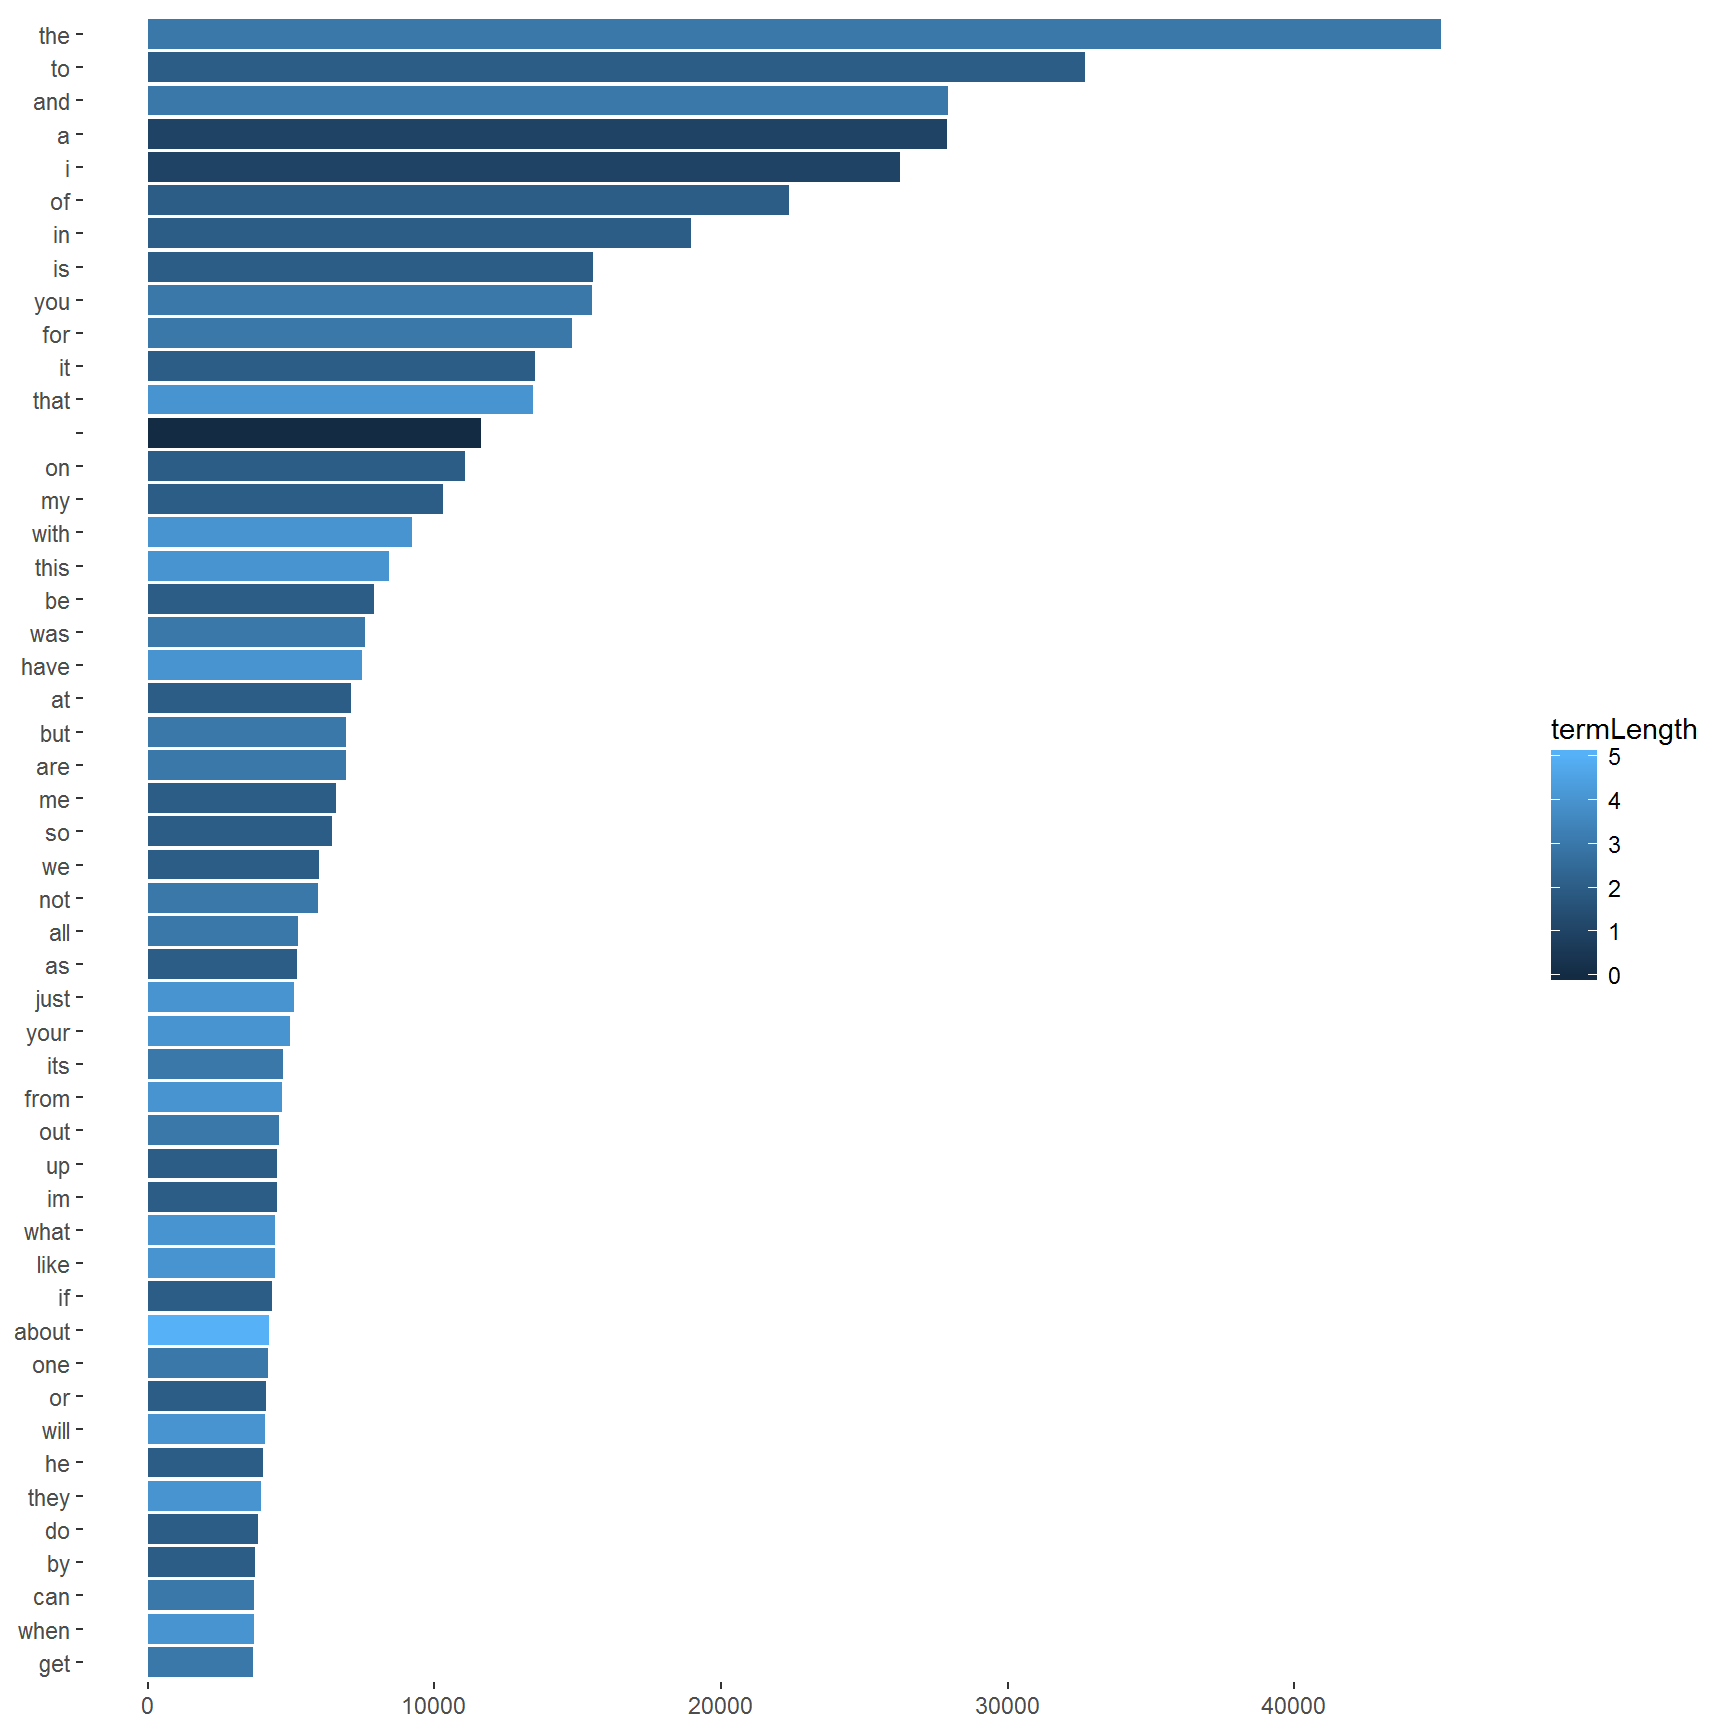 the
to
and
a
i
of
in
is
you
for
it
that
on
my
with
this
be
was
have
at
but
are
me
so
we
not
all
as
just
your
its
from
out
up
im
what
like
if
about
one
or
will
he
they
do
by
can
when
get
0 10000 20000 30000 40000
termLength
5
4
3
2
1
0